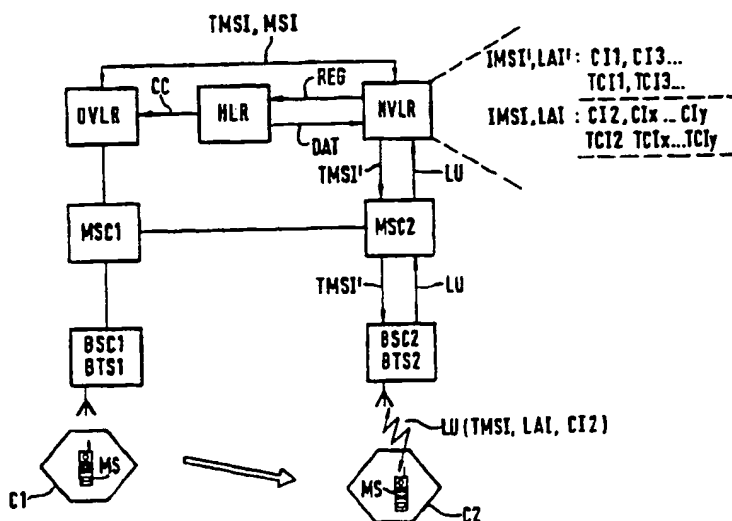 TMSI, MSI
IMSI', LAI' : CI1, CI3...
TCI1, TCI3...
IMSI, LAI : CI2, CIx ... CIy
TCI2 TCIx...TCIy
CC
REG
OVLR
HLR
NVLR
DAT
TMSI'
LU
MSC1
MSC2
TMSI'
LU
BSC1
BTS1
BSC2
BTS2
LU (TMSI, LAI, CI2)
MS
C1
MS
C2